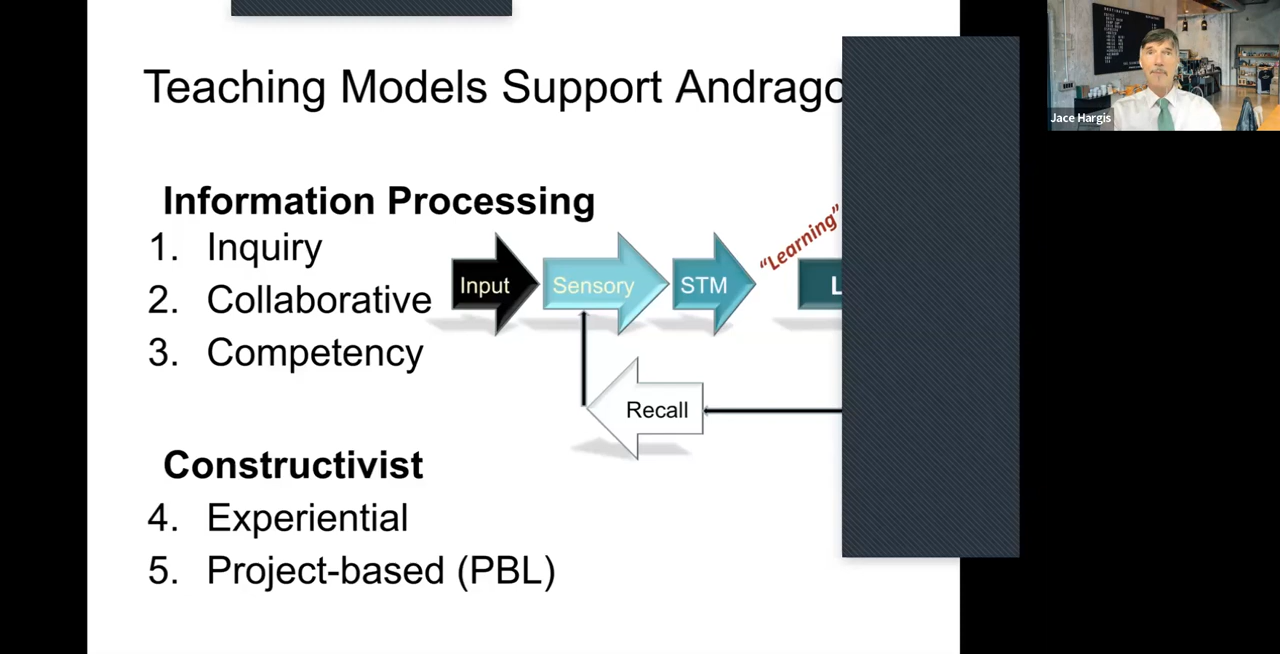 Teaching Models Support Andrago
Jace Hargis
Information Processing
1. Inquiry
2. Collaborative
3. Competency
Input
Sensory
STM
"Learning"
L
Recall
Constructivist
4. Experiential
5. Project-based (PBL)